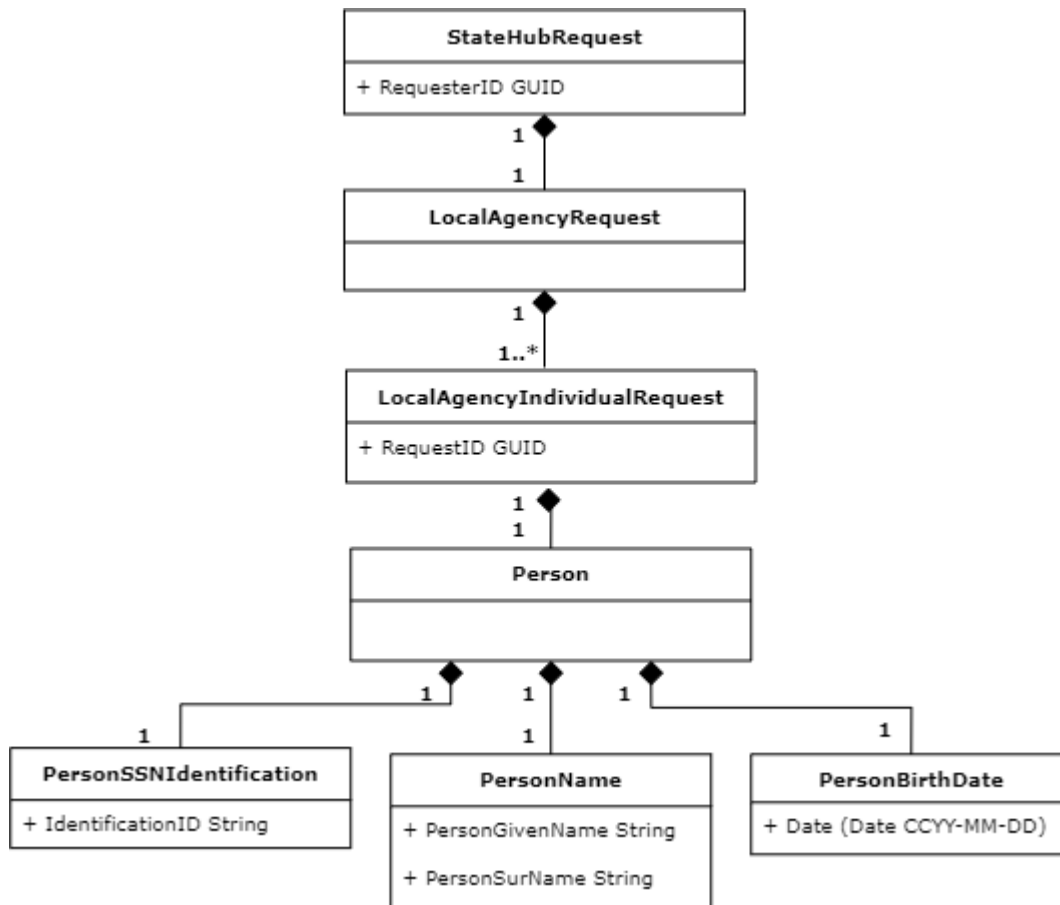 StateHubRequest
+ RequesterID GUID
1
1
LocalAgencyRequest
1
1..*
LocalAgencyIndividualRequest
+ RequestID GUID
1
1
Person
1 1 1
1 1 1
PersonSSNIdentification
+ IdentificationID String
PersonName
+ PersonGivenName String
+ PersonSurName String
PersonBirthDate
+ Date (Date CCYY-MM-DD)